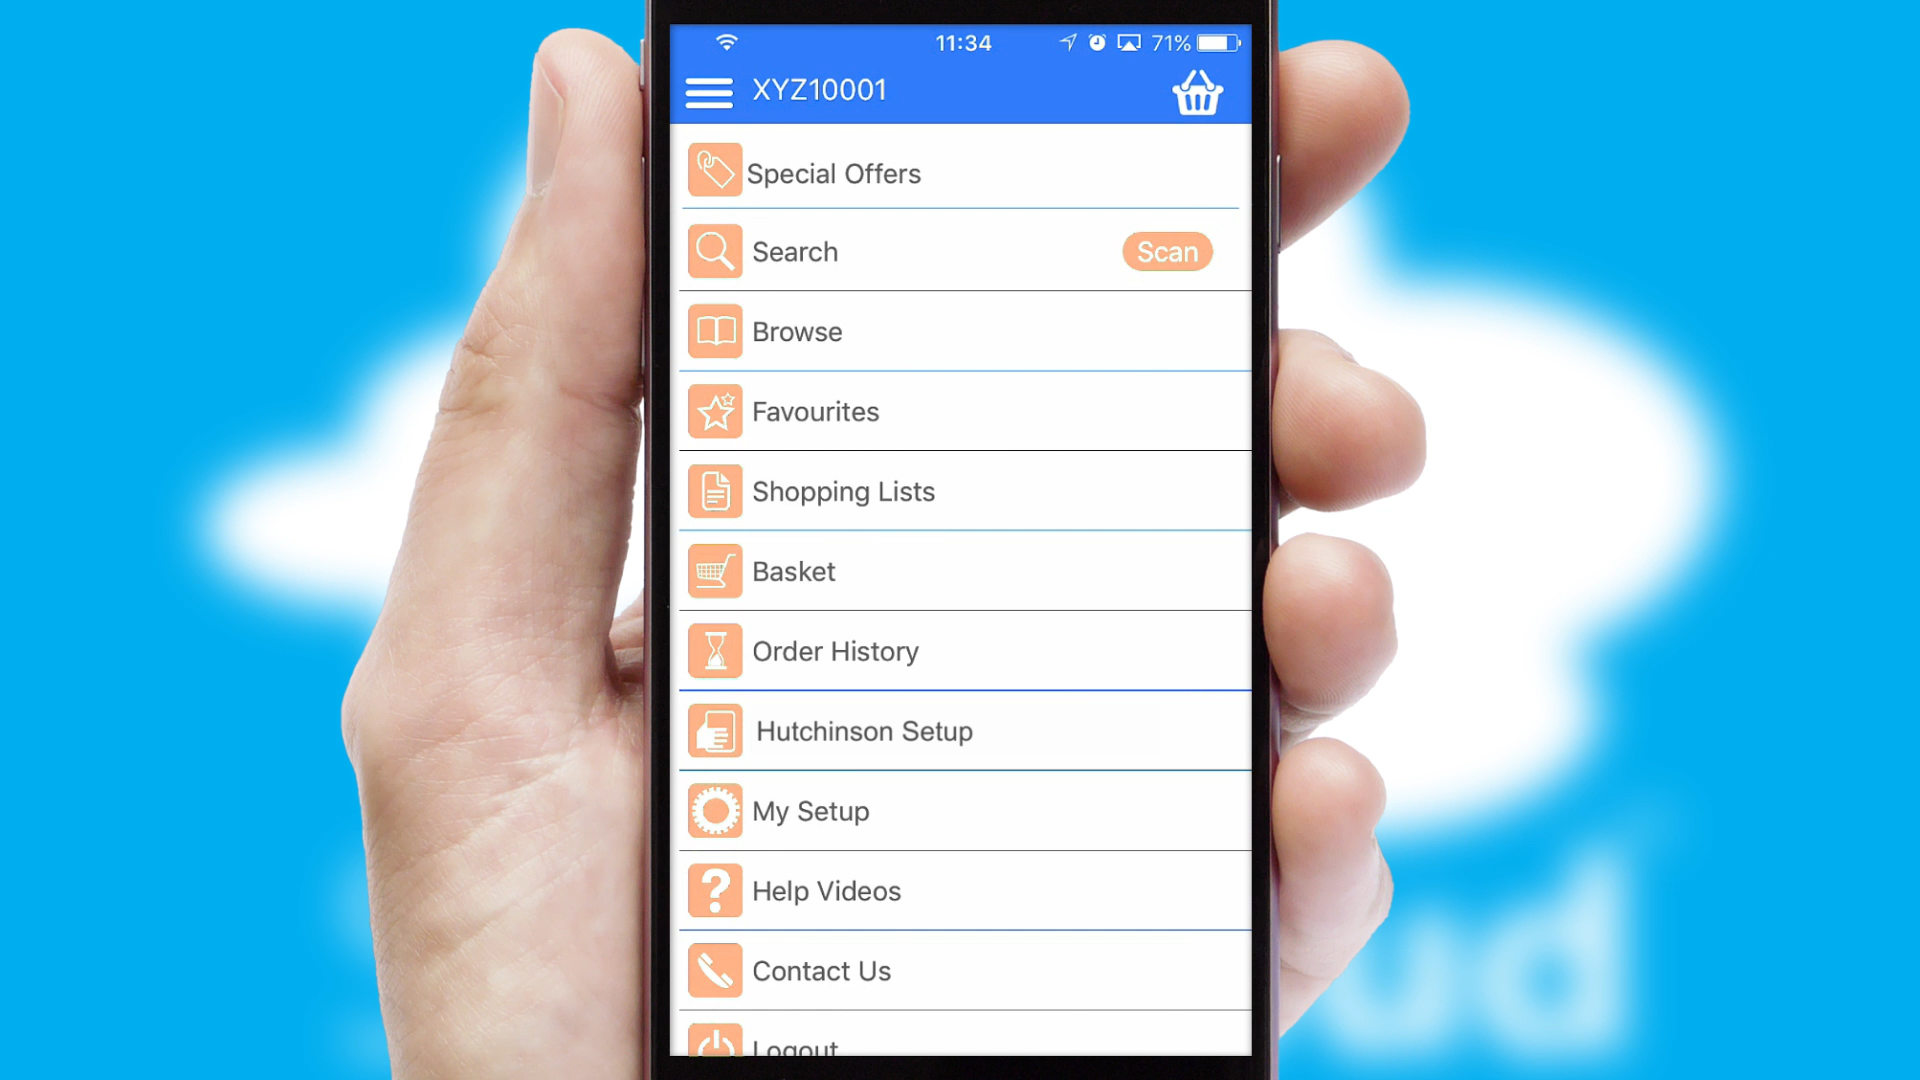 11:34
71%
XYZ10001
Special Offers
Search
Scan
Browse
Favourites
Shopping Lists
Basket
Order History
Hutchinson Setup
My Setup
Help Videos
Contact Us
Logout
ud